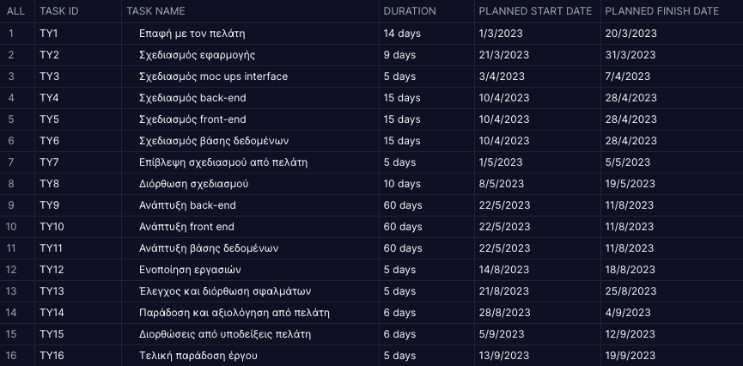 ALL TASK ID TASK NAME DURATION PLANNED START DATE PLANNED FINISH DATE
1 TY1 Επαφή με τον πελάτη 14 days 1/3/2023 20/3/2023
2 TY2 Σχεδιασμός εφαρμογής 9 days 21/3/2023 31/3/2023
3 TY3 Σχεδιασμός moc ups interface 5 days 3/4/2023 7/4/2023
4 TY4 Σχεδιασμός back-end 15 days 10/4/2023 28/4/2023
5 TY5 Σχεδιασμός front-end 15 days 10/4/2023 28/4/2023
6 TY6 Σχεδιασμός βάσης δεδομένων 15 days 10/4/2023 28/4/2023
7 TY7 Επίβλεψη σχεδιασμού από πελάτη 5 days 1/5/2023 5/5/2023
8 TY8 Διόρθωση σχεδιασμού 10 days 8/5/2023 19/5/2023
9 TY9 Ανάπτυξη back-end 60 days 22/5/2023 11/8/2023
10 TY10 Ανάπτυξη front end 60 days 22/5/2023 11/8/2023
11 TY11 Ανάπτυξη βάσης δεδομένων 60 days 22/5/2023 11/8/2023
12 TY12 Ενοποίηση εργασιών 5 days 14/8/2023 18/8/2023
13 TY13 Έλεγχος και διόρθωση σφαλμάτων 5 days 21/8/2023 25/8/2023
14 TY14 Παράδοση και αξιολόγηση από πελάτη 6 days 28/8/2023 4/9/2023
15 TY15 Διορθώσεις από υποδείξεις πελάτη 6 days 5/9/2023 12/9/2023
16 TY16 Τελική παράδοση έργου 5 days 13/9/2023 19/9/2023